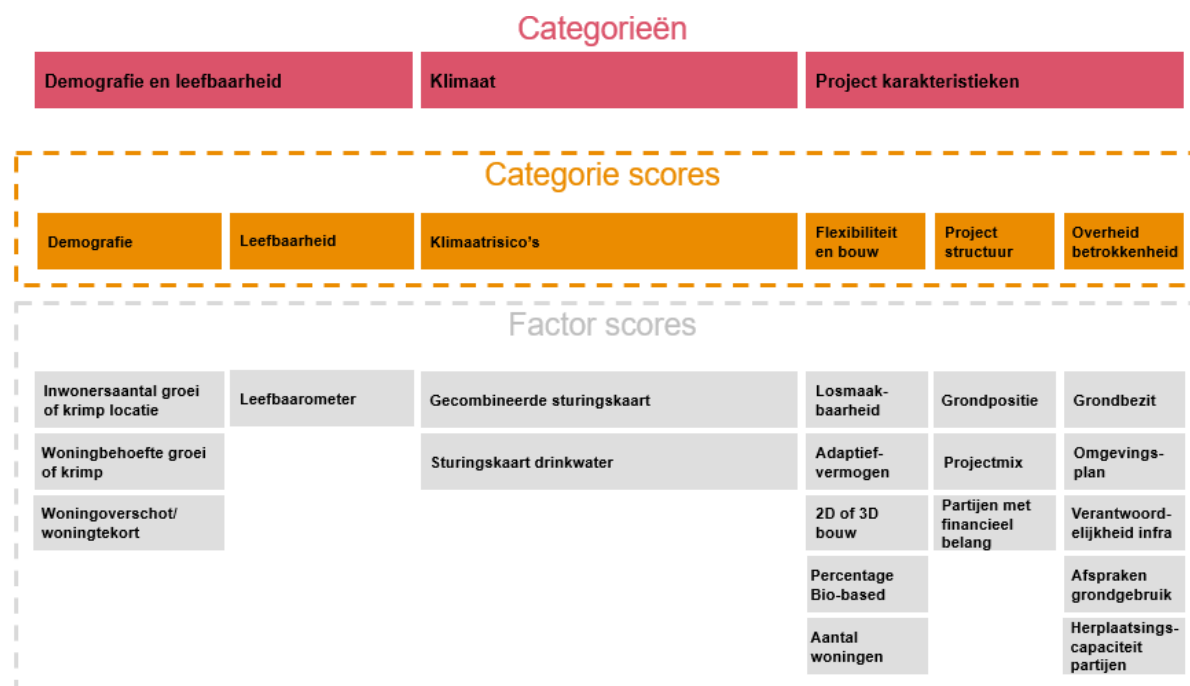 Categorieën
Demografie en leefbaarheid
Klimaat
Project karakteristieken
Categorie scores
Demografie
Leefbaarheid
Klimaatrisico's
Flexibiliteit
en bouw
Project
structuur
Overheid
betrokkenheid
Factor scores
Inwonersaantal groei
of krimp locatie
Leefbaarometer
Gecombineerde sturingskaart
Losmaak-
baarheid
Grondpositie
Grondbezit
Woningbehoefte groei
of krimp
Sturingskaart drinkwater
Adaptief-
vermogen
Projectmix
Omgevings-
plan
Woningoverschot/
woningtekort
2D of 3D
bouw
Partijen met
financieel
belang
Verantwoord-
elijkheid infra
Percentage
Bio-based
Afspraken
grondgebruik
Aantal
woningen
Herplaatsings-
capaciteit
partijen